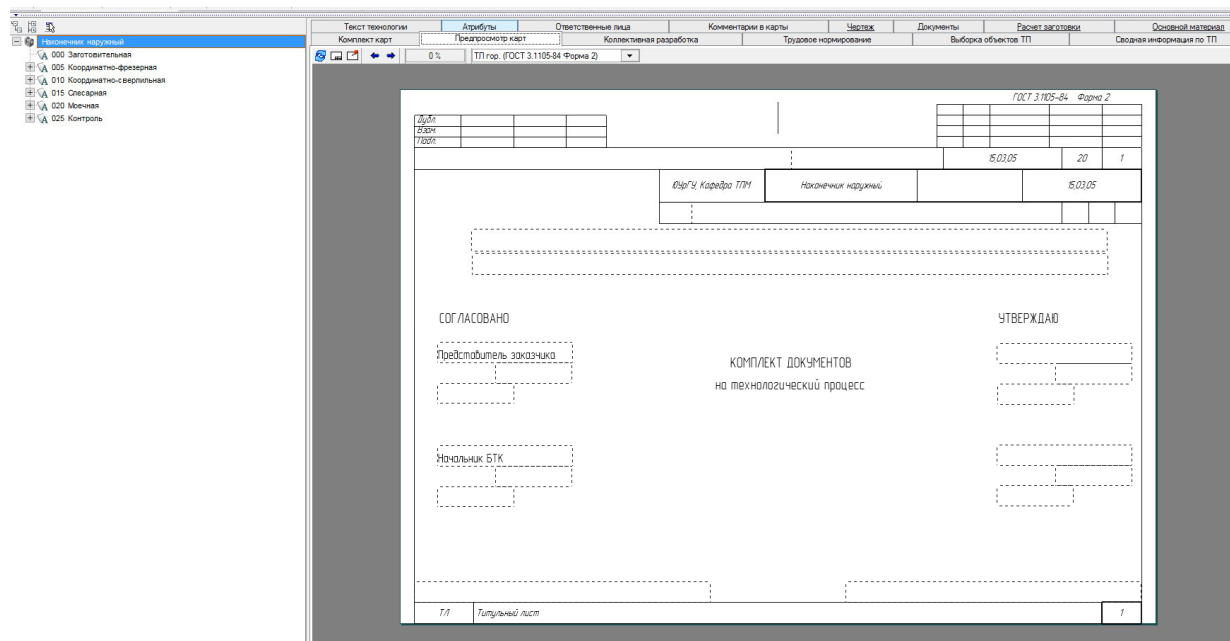 Текст технологии Атрибуты Ответственные лица Комментарии в карты Чертеж Документы Расчет заготовки Основной материал
Комплект карт Предпросмотр карт Коллективная разработка Трудовое нормирование Выборка объектов ТП Сводная информация по ТП
0 % ТП гор. (ГОСТ 3.1105-84 Форма 2)
Наконечник наружный
000 Заготовительная
005 Координатно-фрезерная
010 Координатно-сверлильная
015 Слесарная
020 Моечная
025 Контроль
ГОСТ 3.1105-84 Форма 2
Дубл.
Взам.
Подл.
15,03,05 20 1
ЮУрГУ, Кафедра ТПМ Наконечник наружный 15,03,05
СОГЛАСОВАНО УТВЕРЖДАЮ
Представитель заказчика
КОМПЛЕКТ ДОКУМЕНТОВ
на технологический процесс
Начальник БТК
ТЛ Титульный лист 1